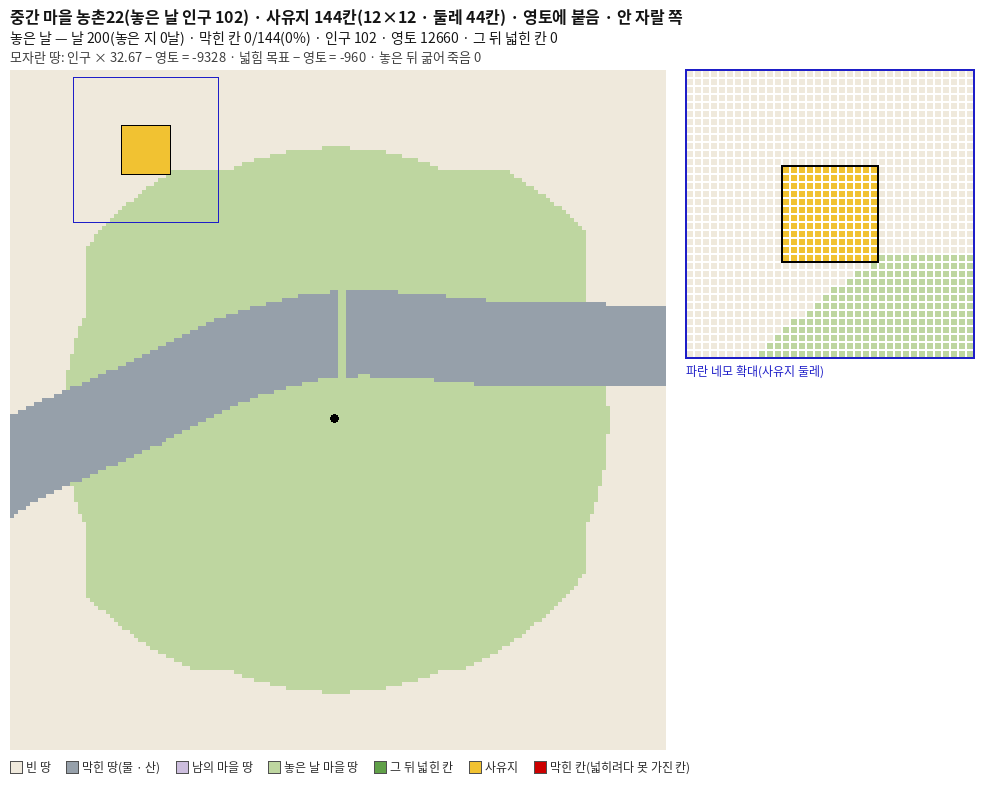 중간 마을 농촌22(놓은 날 인구 102) · 사유지 144칸(12×12 · 둘레 44칸) · 영토에 붙음 · 안 자랄 쪽
놓은 날 — 날 200(놓은 지 0날) · 막힌 칸 0/144(0%) · 인구 102 · 영토 12660 · 그 뒤 넓힌 칸 0
모자란 땅: 인구 × 32.67 − 영토 = -9328 · 넓힘 목표 − 영토 = -960 · 놓은 뒤 굶어 죽음 0
파란 네모 확대(사유지 둘레)
빈 땅 막힌 땅(물 · 산) 남의 마을 땅 놓은 날 마을 땅 그 뒤 넓힌 칸 사유지 막힌 칸(넓히려다 못 가진 칸)